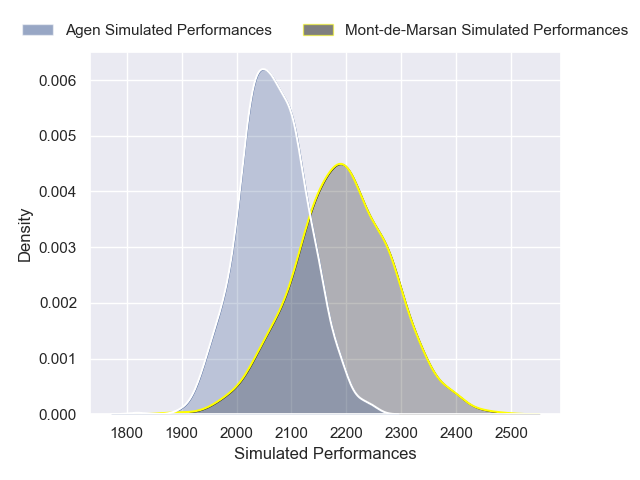 Agen Simulated Performances
Mont-de-Marsan Simulated Performances
0.006
0.005
0.004
0.003
0.002
0.001
0.000
Density
1800 1900 2000 2100 2200 2300 2400 2500
Simulated Performances